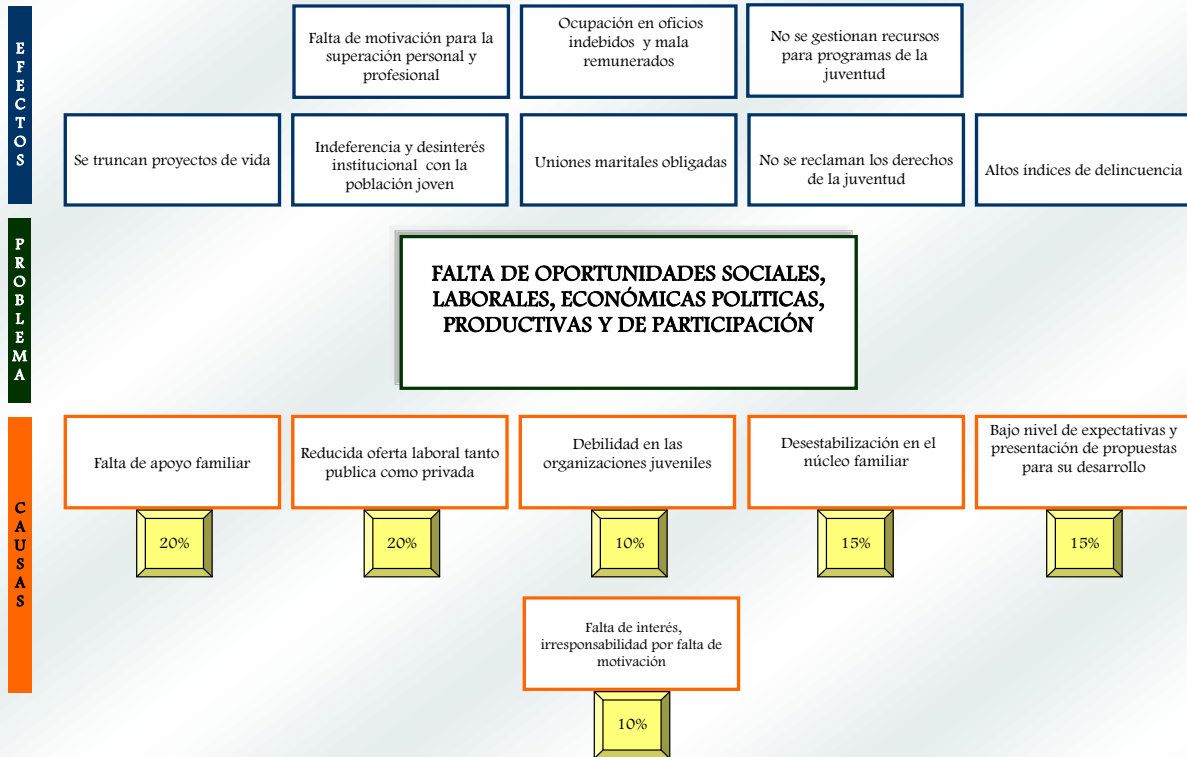 EFECTOS
Falta de motivación para la
superación personal y
profesional
Ocupación en oficios
indebidos y mala
remunerados
No se gestionan recursos
para programas de la
juventud
Se truncan proyectos de vida
Indeferencia y desinterés
institucional con la
población joven
Uniones maritales obligadas
No se reclaman los derechos
de la juventud
Altos índices de delincuencia
PROBLEMA
FALTA DE OPORTUNIDADES SOCIALES,
LABORALES, ECONÓMICAS POLITICAS,
PRODUCTIVAS Y DE PARTICIPACIÓN
CAUSAS
Falta de apoyo familiar
Reducida oferta laboral tanto
publica como privada
Debilidad en las
organizaciones juveniles
Desestabilización en el
núcleo familiar
Bajo nivel de expectativas y
presentación de propuestas
para su desarrollo
20%
20%
10%
15%
15%
Falta de interés,
irresponsabilidad por falta de
motivación
10%